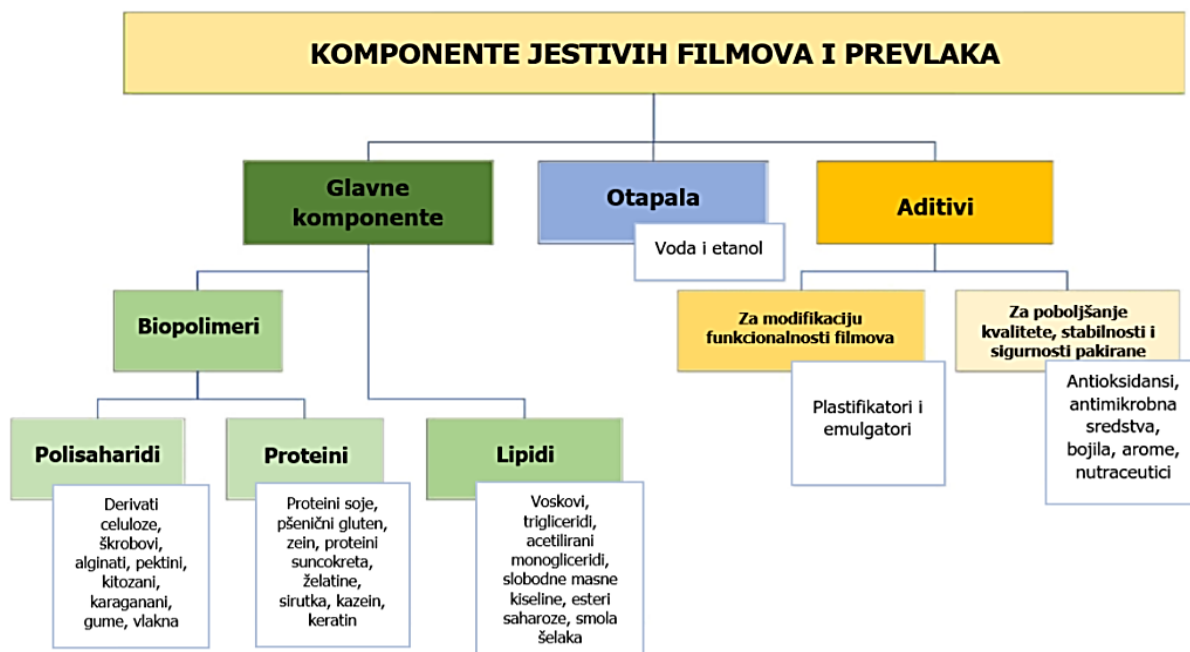 KOMPONENTE JESTIVIH FILMOVA I PREVLAKA
Glavne
komponente
Otapala
Voda i etanol
Aditivi
Biopolimeri
Za modifikaciju
funkcionalnosti filmova
Plastifikatori i
emulgatori
Za poboljšanje
kvalitete, stabilnosti i
sigurnosti pakirane
Antioksidansi,
antimikrobna
sredstva,
bojila, arome,
nutraceutici
Polisaharidi
Derivati
celuloze,
škrobovi,
alginati, pektini,
kitozani,
karaganani,
gume, vlakna
Proteini
Proteini soje,
pšenični gluten,
zein, proteini
suncokreta,
želatine,
sirutka, kazein,
keratin
Lipidi
Voskovi,
trigliceridi,
acetilirani
monogliceridi,
slobodne masne
kiseline, esteri
saharoze, smola
šelaka